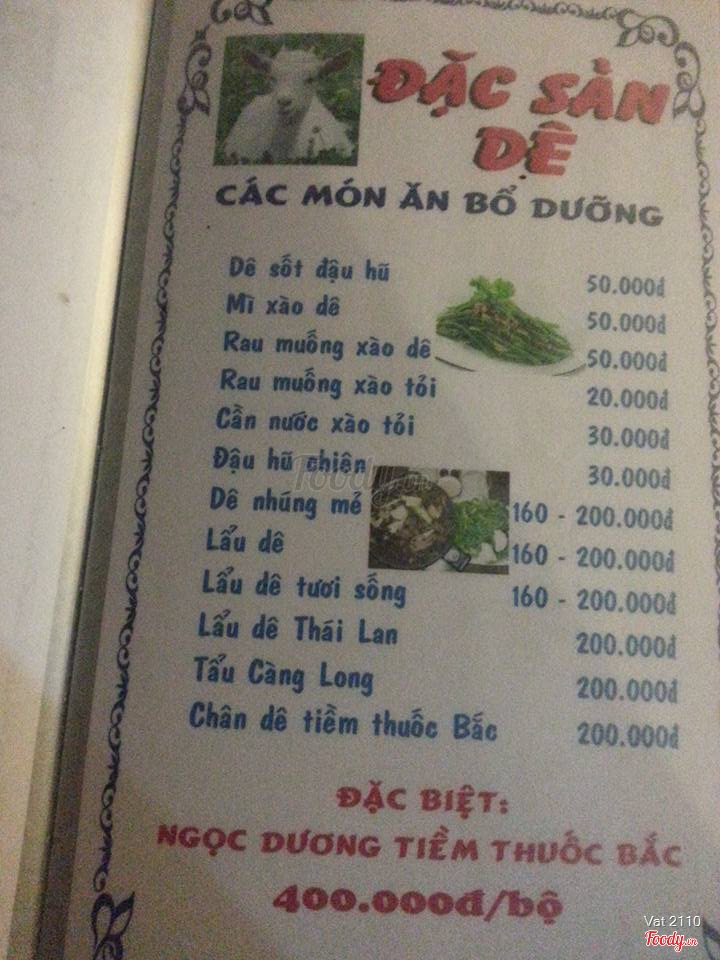 ĐẶC SẢN
DÊ
CÁC MÓN ĂN BỔ DƯỠNG
Dê sốt đậu hũ 50.000đ
Mì xào dê 50.000đ
Rau muống xào dê 50.000đ
Rau muống xào tỏi 20.000đ
Cần nước xào tỏi 30.000đ
Đậu hũ chiên 30.000đ
Dê nhúng mẻ 160 - 200.000đ
Lẩu dê 160 - 200.000đ
Lẩu dê tươi sống 160 - 200.000đ
Lẩu dê Thái Lan 200.000đ
Tẩu Càng Long 200.000đ
Chân dê tiềm thuốc Bắc 200.000đ
ĐẶC BIỆT:
NGỌC DƯƠNG TIỀM THUỐC BẮC
400.000đ/bộ
Foody.vn
Vat 2110
Foody.vn